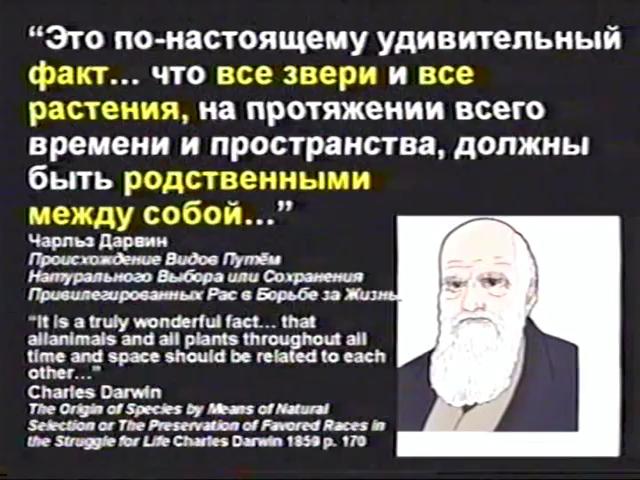 “Это по-настоящему удивительный
факт... что все звери и все
растения, на протяжении всего
времени и пространства, должны
быть родственными
между собой...”
Чарльз Дарвин
Происхождение Видов Путём
Натурального Выбора или Сохранения
Привилегированных Рас в Борьбе за Жизнь
“It is a truly wonderful fact... that
allanimals and all plants throughout all
time and space should be related to each
other...”
Charles Darwin
The Origin of Species by Means of Natural
Selection or The Preservation of Favored Races in
the Struggle for Life Charles Darwin 1859 p. 170